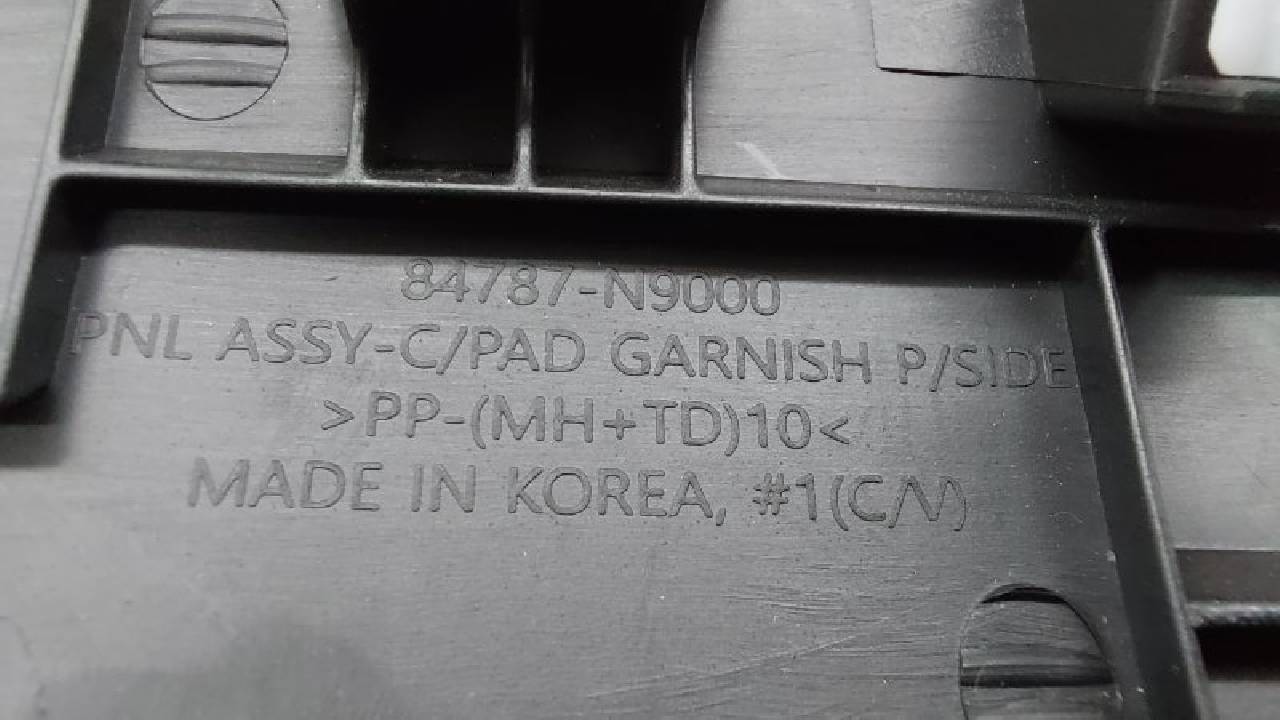 84787-N9000
PNL ASSY-C/PAD GARNISH P/SIDE
>PP-(MH+TD)10<
MADE IN KOREA, #1(C/V)